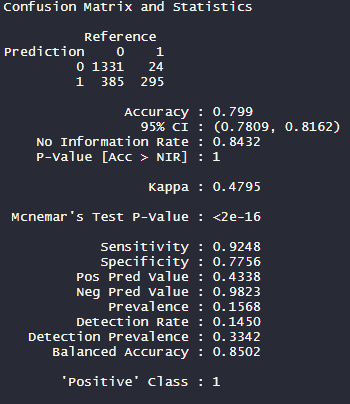 Confusion Matrix and Statistics
Reference
Prediction 0 1
0 1331 24
1 385 295
Accuracy : 0.799
95% CI : (0.7809, 0.8162)
No Information Rate : 0.8432
P-Value [Acc > NIR] : 1
Kappa : 0.4795
Mcnemar's Test P-Value : <2e-16
Sensitivity : 0.9248
Specificity : 0.7756
Pos Pred Value : 0.4338
Neg Pred Value : 0.9823
Prevalence : 0.1568
Detection Rate : 0.1450
Detection Prevalence : 0.3342
Balanced Accuracy : 0.8502
'Positive' Class : 1